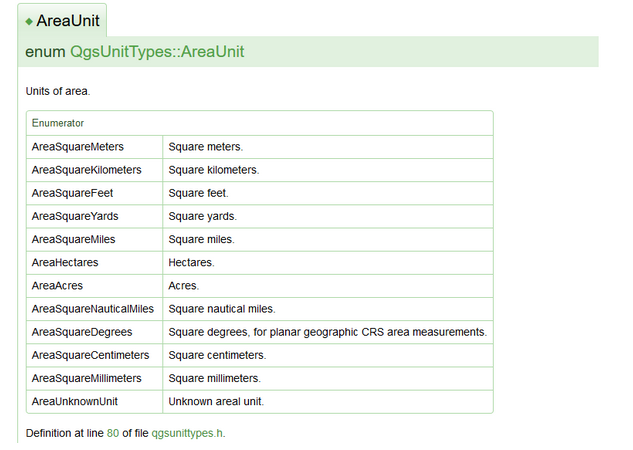 AreaUnit
enum QgsUnitTypes::AreaUnit
Units of area.
Enumerator
AreaSquareMeters Square meters.
AreaSquareKilometers Square kilometers.
AreaSquareFeet Square feet.
AreaSquareYards Square yards.
AreaSquareMiles Square miles.
AreaHectares Hectares.
AreaAcres Acres.
AreaSquareNauticalMiles Square nautical miles.
AreaSquareDegrees Square degrees, for planar geographic CRS area measurements.
AreaSquareCentimeters Square centimeters.
AreaSquareMillimeters Square millimeters.
AreaUnknownUnit Unknown areal unit.
Definition at line 80 of file qgsunittypes.h.